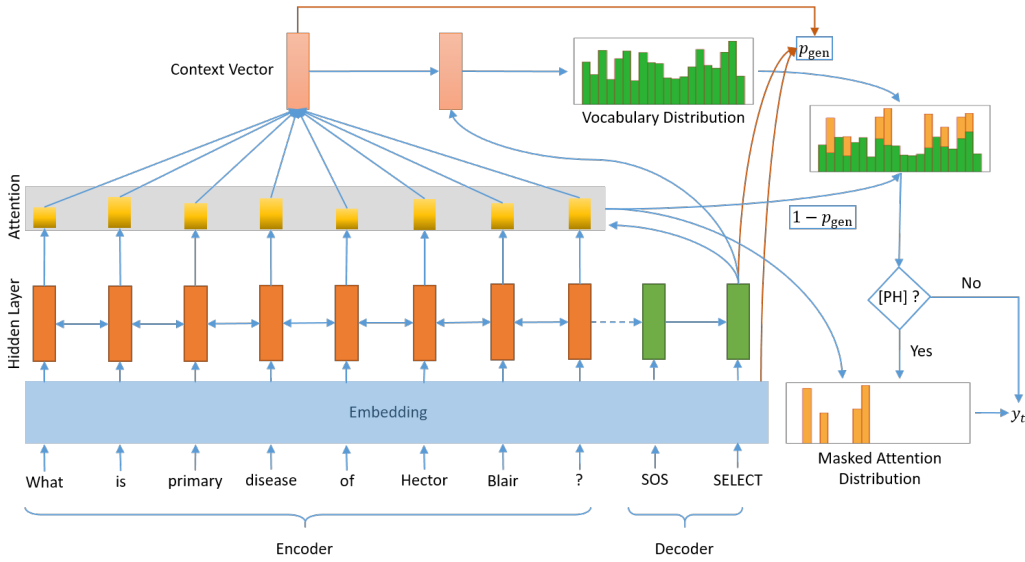 Context Vector
p_gen
Vocabulary Distribution
Attention
1 − p_gen
Hidden Layer
[PH] ?
No
Yes
Embedding
y_t
Masked Attention
Distribution
What is primary disease of Hector Blair ? SOS SELECT
Encoder
Decoder